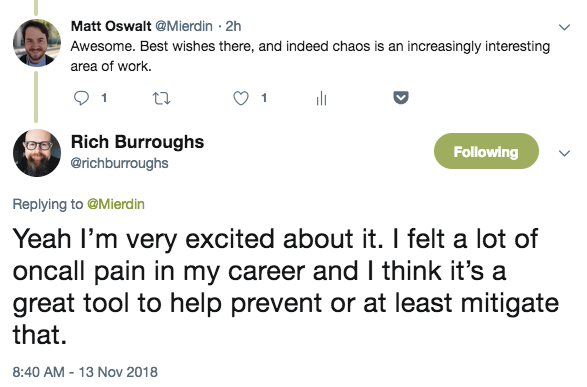 Matt Oswalt @Mierdin · 2h
Awesome. Best wishes there, and indeed chaos is an increasingly interesting
area of work.
1 1
Rich Burroughs
@richburroughs
Following
Replying to @Mierdin
Yeah I’m very excited about it. I felt a lot of
oncall pain in my career and I think it’s a
great tool to help prevent or at least mitigate
that.
8:40 AM - 13 Nov 2018